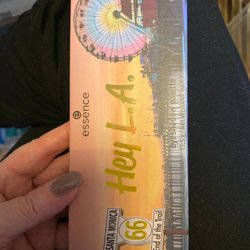 essence
Hey L.A.
SANTA MONICA
66
End of the Trail